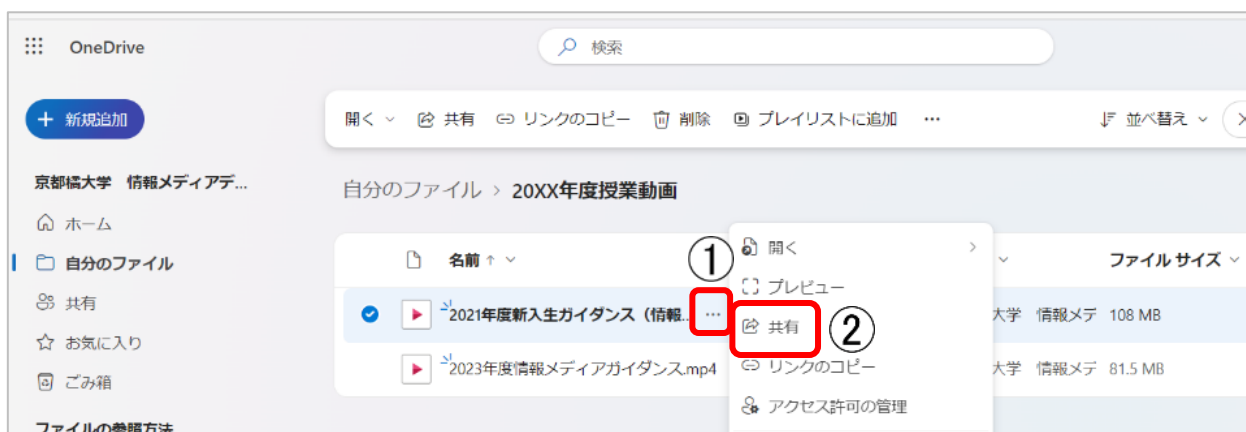 OneDrive
検索
+ 新規追加
開く 共有 リンクのコピー 削除 プレイリストに追加 … 並べ替え
京都橘大学 情報メディアデ...
自分のファイル > 20XX年度授業動画
ホーム
自分のファイル
共有
お気に入り
ごみ箱
ファイルの参照方法
名前 ↑ ファイル サイズ
2021年度新入生ガイダンス（情報... … 大学 情報メデ 108 MB
2023年度情報メディアガイダンス.mp4 大学 情報メデ 81.5 MB
①
開く >
プレビュー
共有
②
リンクのコピー
アクセス許可の管理